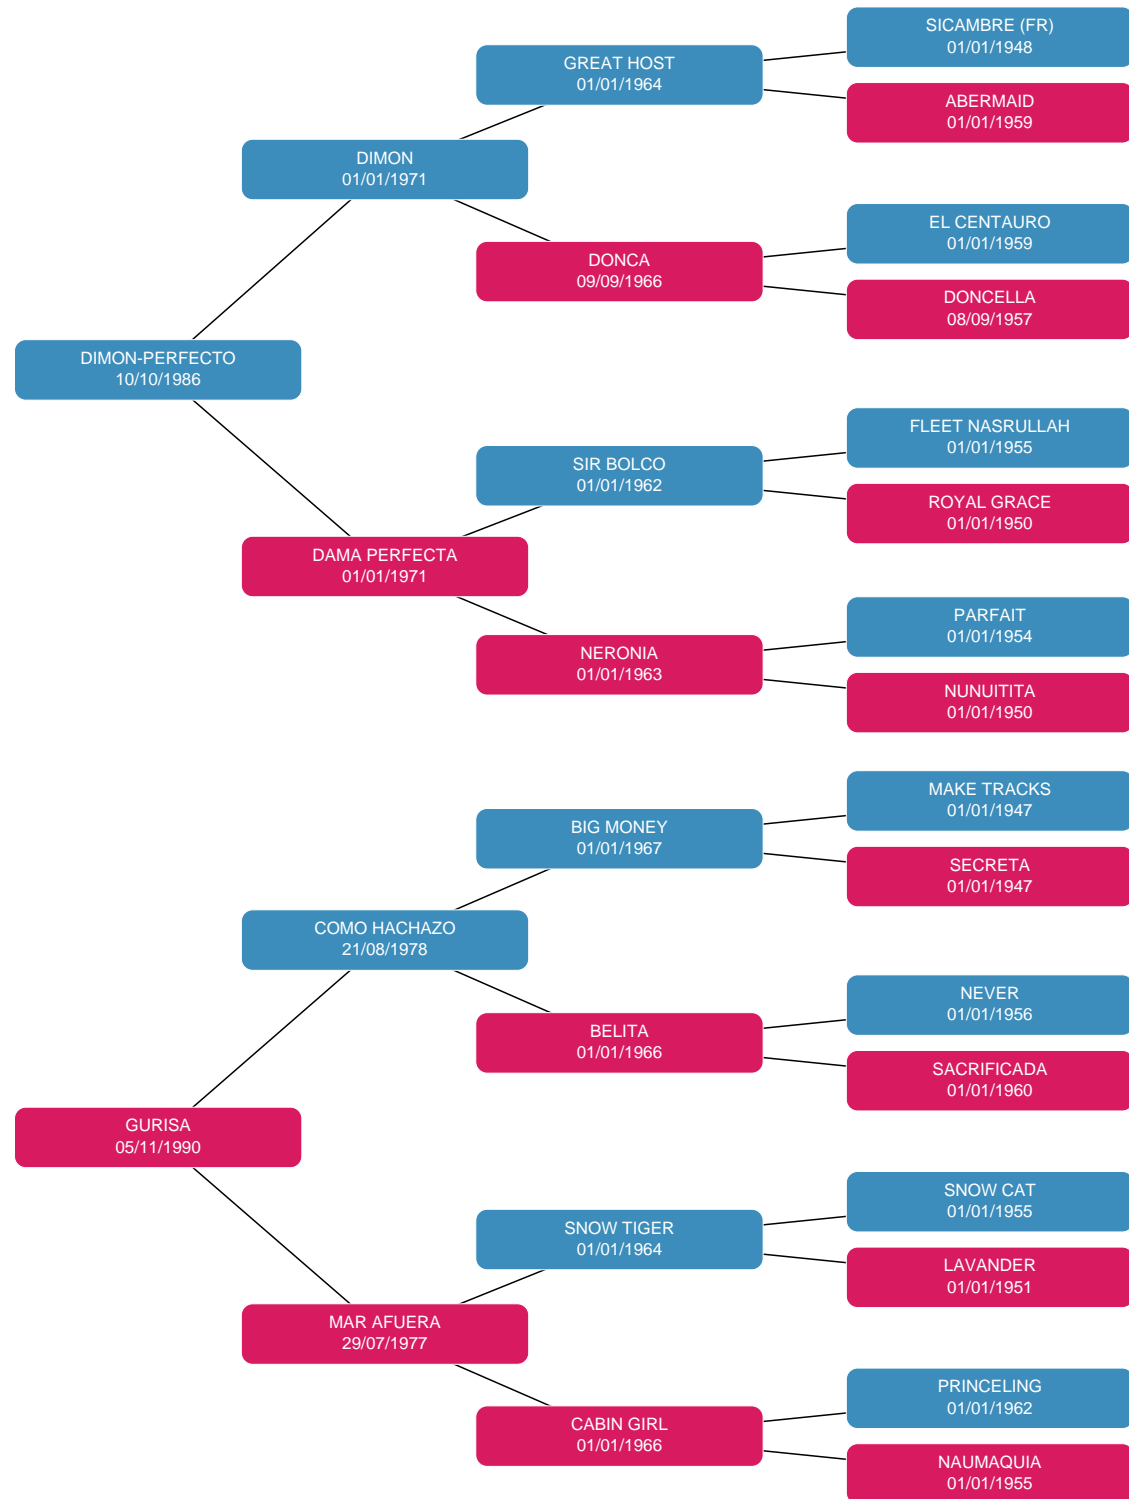 SICAMBRE (FR)
01/01/1948
GREAT HOST
01/01/1964
ABERMAID
01/01/1959
DIMON
01/01/1971
EL CENTAURO
01/01/1959
DONCA
09/09/1966
DONCELLA
08/09/1957
DIMON-PERFECTO
10/10/1986
FLEET NASRULLAH
01/01/1955
SIR BOLCO
01/01/1962
ROYAL GRACE
01/01/1950
DAMA PERFECTA
01/01/1971
PARFAIT
01/01/1954
NERONIA
01/01/1963
NUNUITITA
01/01/1950
MAKE TRACKS
01/01/1947
BIG MONEY
01/01/1967
SECRETA
01/01/1947
COMO HACHAZO
21/08/1978
NEVER
01/01/1956
BELITA
01/01/1966
SACRIFICADA
01/01/1960
GURISA
05/11/1990
SNOW CAT
01/01/1955
SNOW TIGER
01/01/1964
LAVANDER
01/01/1951
MAR AFUERA
29/07/1977
PRINCELING
01/01/1962
CABIN GIRL
01/01/1966
NAUMAQUIA
01/01/1955